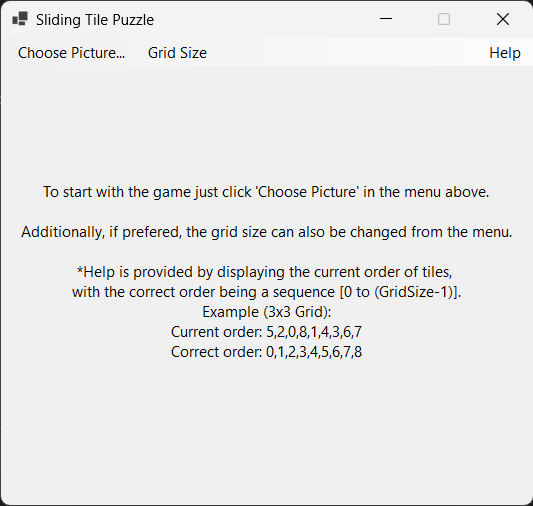 Sliding Tile Puzzle
Choose Picture... Grid Size Help
To start with the game just click 'Choose Picture' in the menu above.
Additionally, if prefered, the grid size can also be changed from the menu.
*Help is provided by displaying the current order of tiles,
with the correct order being a sequence [0 to (GridSize-1)].
Example (3x3 Grid):
Current order: 5,2,0,8,1,4,3,6,7
Correct order: 0,1,2,3,4,5,6,7,8